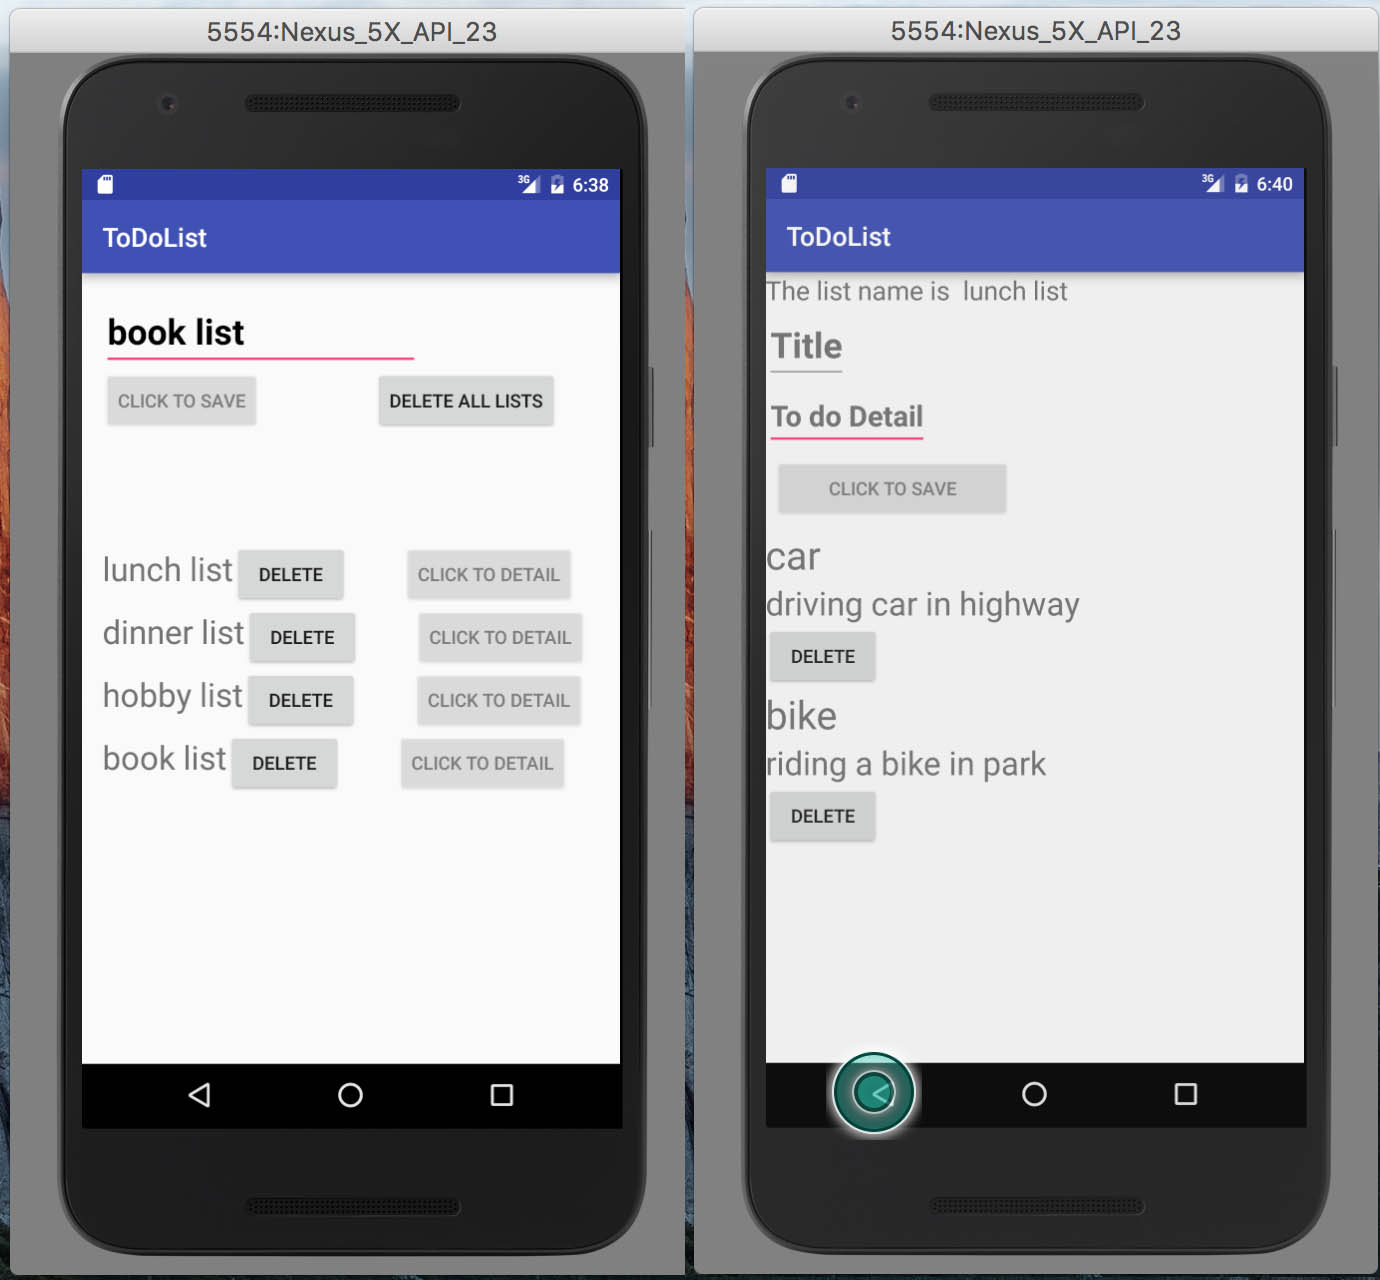 5554:Nexus_5X_API_23
3G 6:38
ToDoList
book list
CLICK TO SAVE DELETE ALL LISTS
lunch list DELETE CLICK TO DETAIL
dinner list DELETE CLICK TO DETAIL
hobby list DELETE CLICK TO DETAIL
book list DELETE CLICK TO DETAIL
5554:Nexus_5X_API_23
3G 6:40
ToDoList
The list name is  lunch list
Title
To do Detail
CLICK TO SAVE
car
driving car in highway
DELETE
bike
riding a bike in park
DELETE